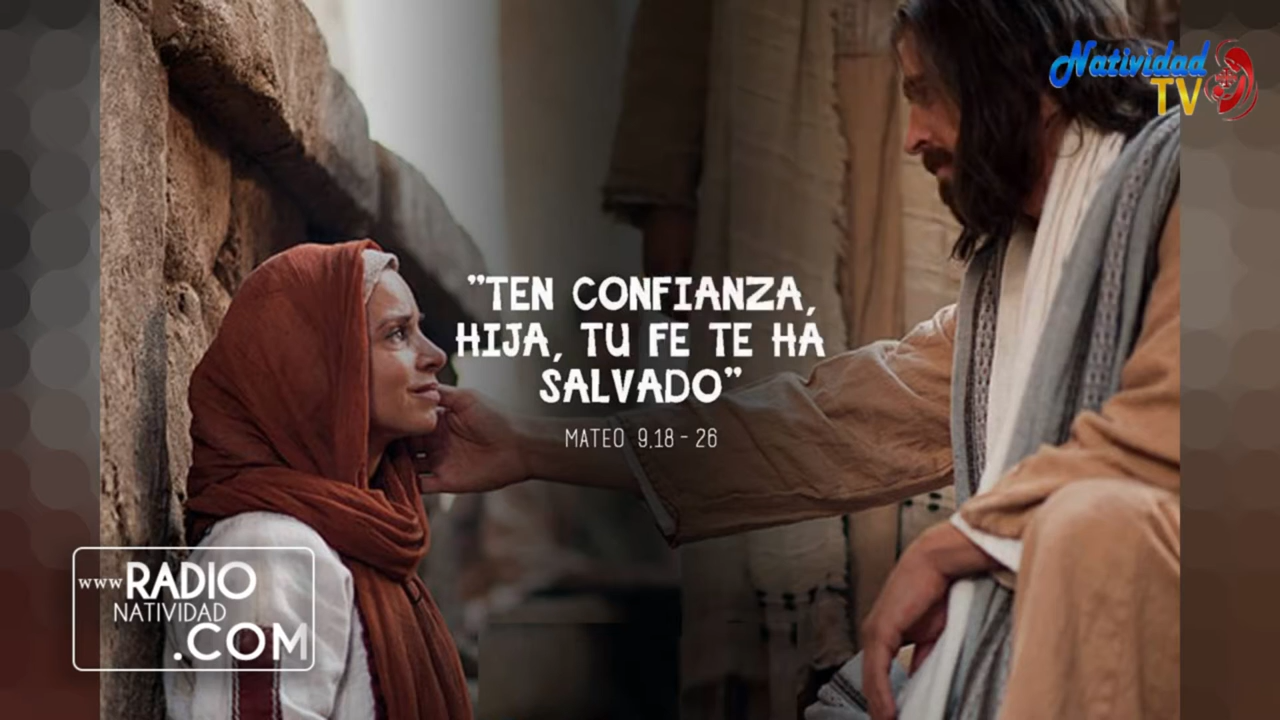 Natividad
TV
"TEN CONFIANZA,
HIJA, TU FE TE HA
SALVADO"
MATEO 9,18 - 26
www RADIO
NATIVIDAD
.COM